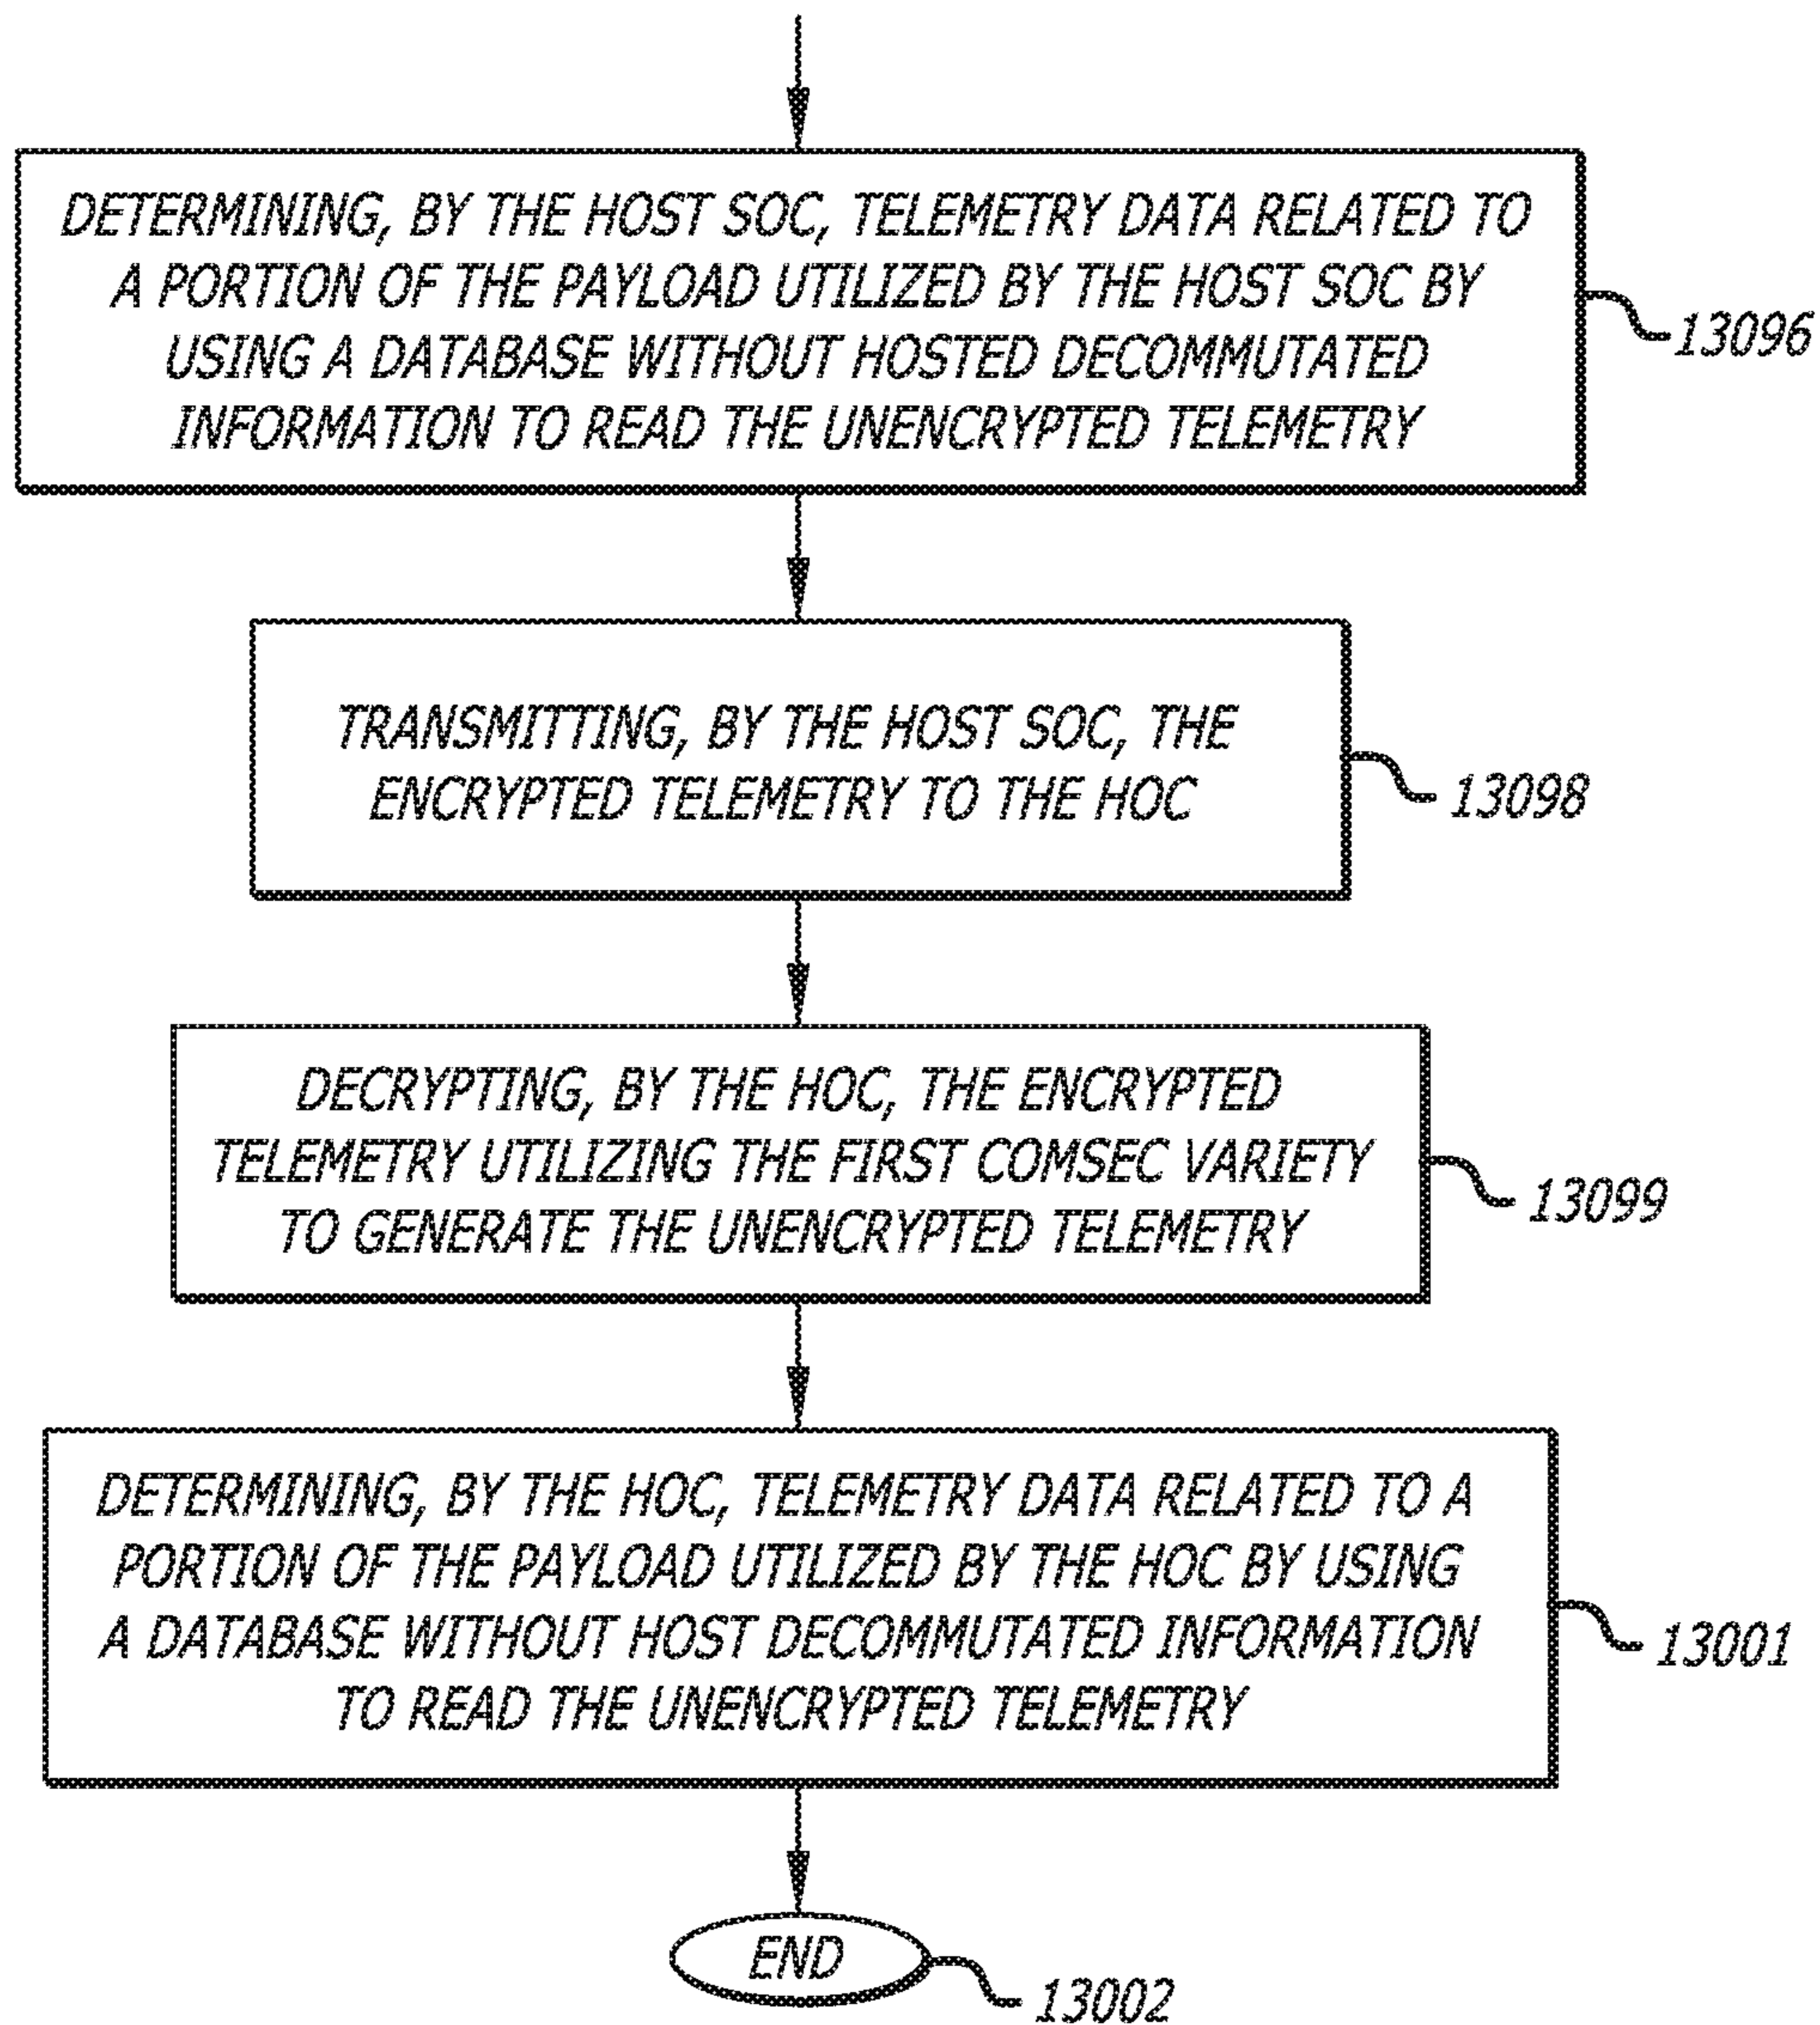 DETERMINING, BY THE HOST SOC, TELEMETRY DATA RELATED TO
A PORTION OF THE PAYLOAD UTILIZED BY THE HOST SOC BY
USING A DATABASE WITHOUT HOSTED DECOMMUTATED
INFORMATION TO READ THE UNENCRYPTED TELEMETRY
13096
TRANSMITTING, BY THE HOST SOC, THE
ENCRYPTED TELEMETRY TO THE HOC
13098
DECRYPTING, BY THE HOC, THE ENCRYPTED
TELEMETRY UTILIZING THE FIRST COMSEC VARIETY
TO GENERATE THE UNENCRYPTED TELEMETRY
13099
DETERMINING, BY THE HOC, TELEMETRY DATA RELATED TO A
PORTION OF THE PAYLOAD UTILIZED BY THE HOC BY USING
A DATABASE WITHOUT HOST DECOMMUTATED INFORMATION
TO READ THE UNENCRYPTED TELEMETRY
13001
END
13002